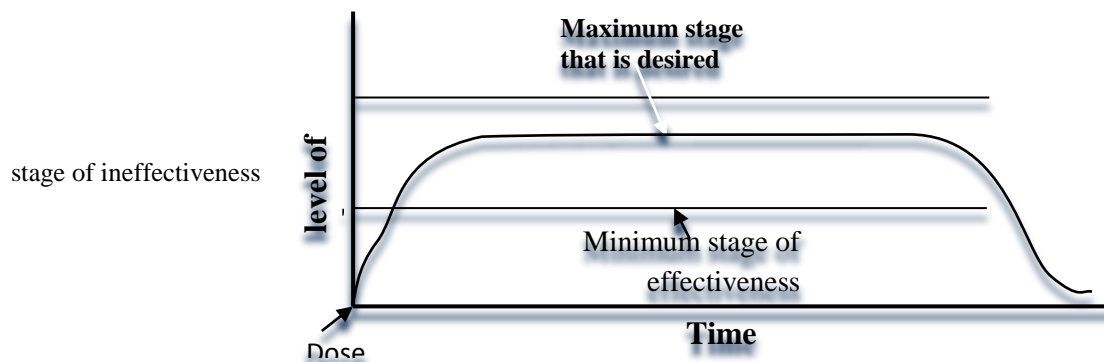 Maximum stage
that is desired
stage of ineffectiveness
level of
Minimum stage of
effectiveness
Time
Dose